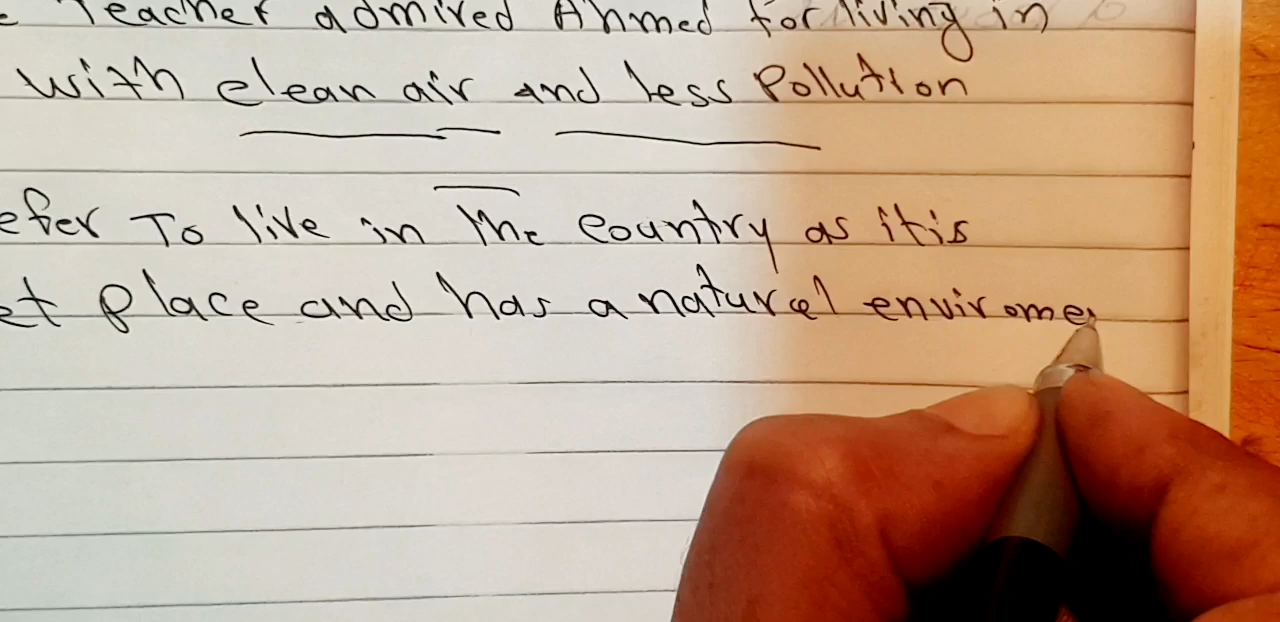 e Teacher admired Ahmed for living in
with clean air and less Pollution
efer To live in The country as it is
et place and has a natural envirome